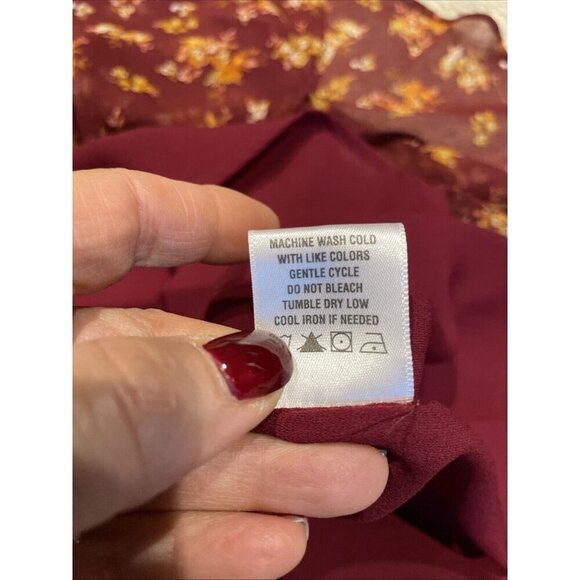 MACHINE WASH COLD
WITH LIKE COLORS
GENTLE CYCLE
DO NOT BLEACH
TUMBLE DRY LOW
COOL IRON IF NEEDED